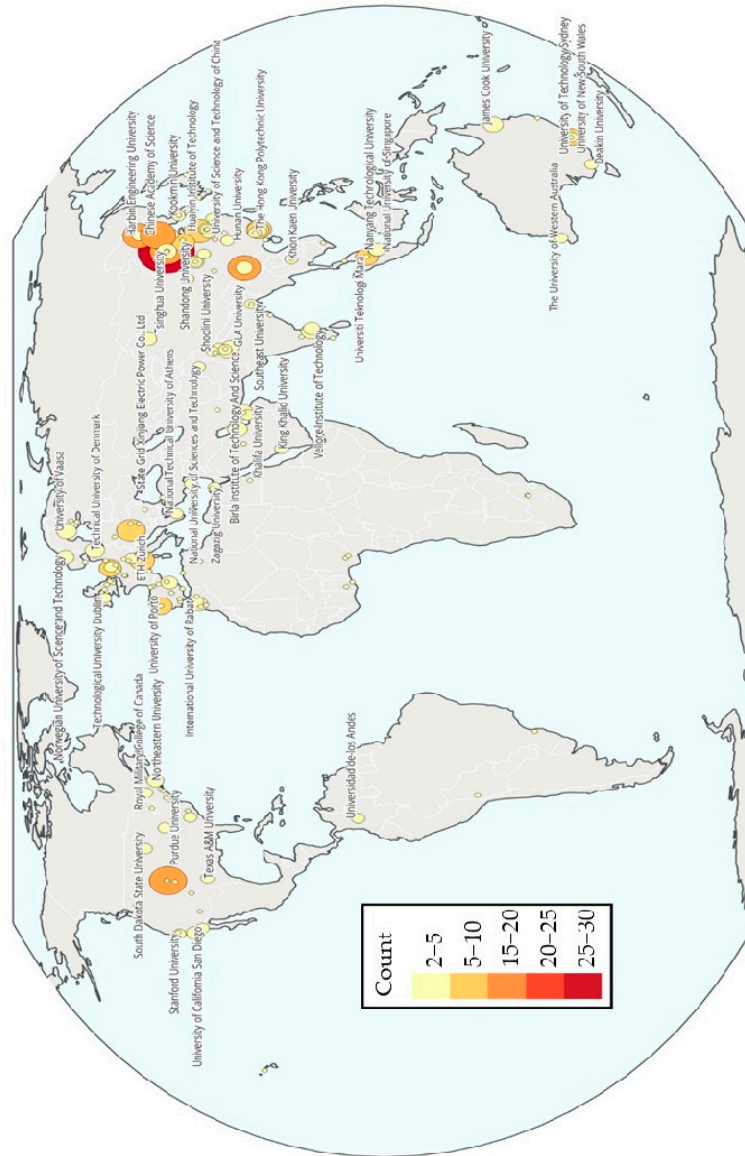 Norwegian University of Science and Technology
University of Vaasa
Technical University of Denmark
Technological University Dublin
ETH Zürich
State Grid Xinjiang Electric Power Co., Ltd
National Technical University of Athens
University of Porto
International University of Rabat
National University of Sciences and Technology
Zagazig University
Royal Military College of Canada
Northeastern University
South Dakota State University
Purdue University
Texas A&M University
Stanford University
University of California San Diego
Universidad de los Andes
Harbin Engineering University
Chinese Academy of Science
Kookmin University
Tsinghua University
Shandong University
Huaiyin Institute of Technology
University of Science and Technology of China
Hunan University
The Hong Kong Polytechnic University
Khon Kaen University
Shoolini University
GLA University
Birla Institute of Technology And Science
Southeast University
Khalifa University
King Khalid University
Vellore Institute of Technology
Universiti Teknologi Mara
Nanyang Technological University
National University of Singapore
James Cook University
University of Technology Sydney
University of New South Wales
Deakin University
The University of Western Australia
Count
2–5
5–10
15–20
20–25
25–30